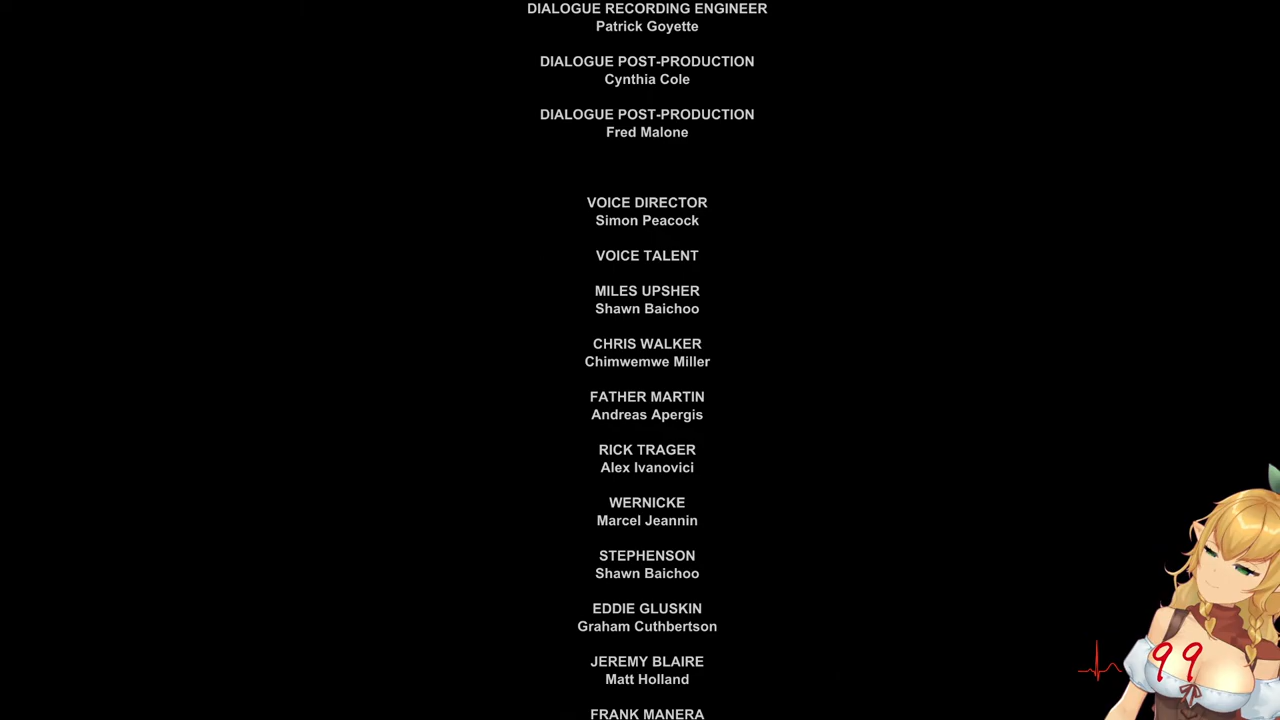 DIALOGUE RECORDING ENGINEER
Patrick Goyette
DIALOGUE POST-PRODUCTION
Cynthia Cole
DIALOGUE POST-PRODUCTION
Fred Malone
VOICE DIRECTOR
Simon Peacock
VOICE TALENT
MILES UPSHER
Shawn Baichoo
CHRIS WALKER
Chimwemwe Miller
FATHER MARTIN
Andreas Apergis
RICK TRAGER
Alex Ivanovici
WERNICKE
Marcel Jeannin
STEPHENSON
Shawn Baichoo
EDDIE GLUSKIN
Graham Cuthbertson
JEREMY BLAIRE
Matt Holland
FRANK MANERA
99